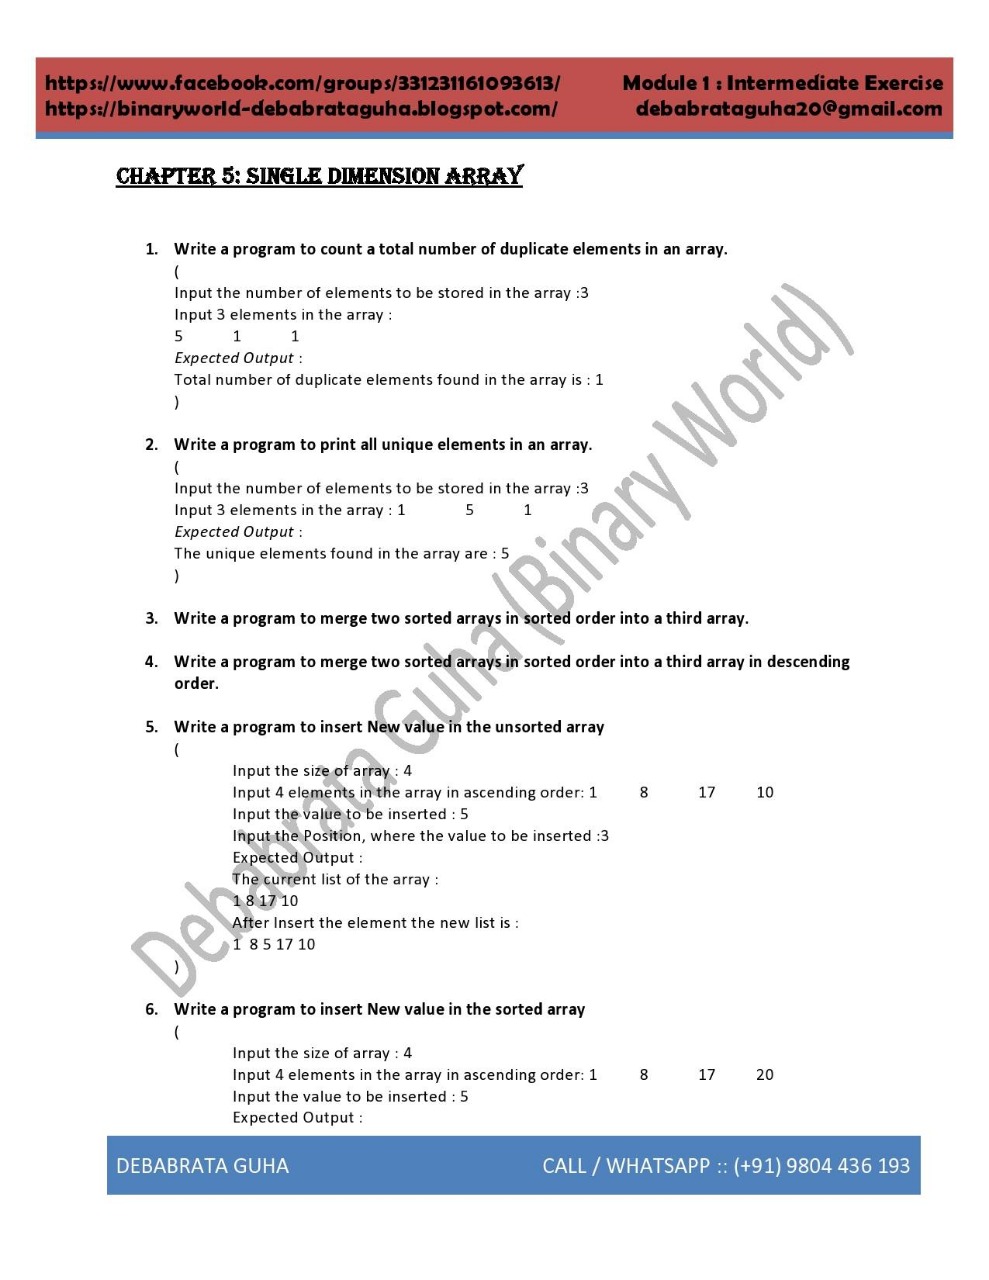 https://www.facebook.com/groups/331231161093613/ Module 1 : Intermediate Exercise
https://binaryworld-debabrataguha.blogspot.com/ debabrataguha20@gmail.com
CHAPTER 5: SINGLE DIMENSION ARRAY
1. Write a program to count a total number of duplicate elements in an array.
(
Input the number of elements to be stored in the array :3
Input 3 elements in the array :
5 1 1
Expected Output :
Total number of duplicate elements found in the array is : 1
)
2. Write a program to print all unique elements in an array.
(
Input the number of elements to be stored in the array :3
Input 3 elements in the array : 1 5 1
Expected Output :
The unique elements found in the array are : 5
)
3. Write a program to merge two sorted arrays in sorted order into a third array.
4. Write a program to merge two sorted arrays in sorted order into a third array in descending
order.
5. Write a program to insert New value in the unsorted array
(
Input the size of array : 4
Input 4 elements in the array in ascending order: 1 8 17 10
Input the value to be inserted : 5
Input the Position, where the value to be inserted :3
Expected Output :
The current list of the array :
1 8 17 10
After Insert the element the new list is :
1 8 5 17 10
)
6. Write a program to insert New value in the sorted array
(
Input the size of array : 4
Input 4 elements in the array in ascending order: 1 8 17 20
Input the value to be inserted : 5
Expected Output :
Debabrata Guha (Binary World)
DEBABRATA GUHA CALL / WHATSAPP :: (+91) 9804 436 193